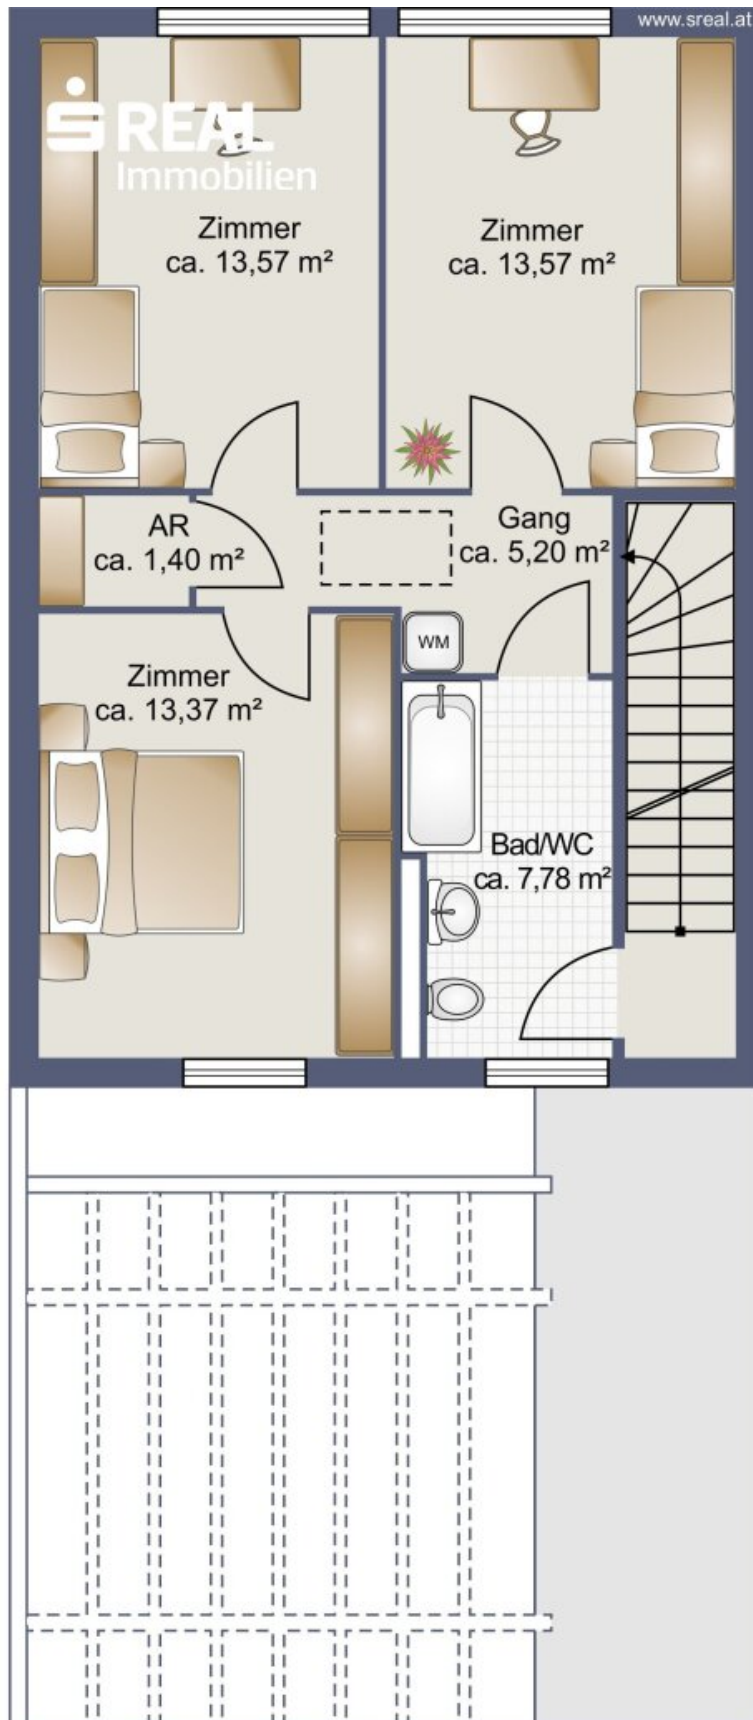 www.sreal.at
S REAL
Immobilien
Zimmer
ca. 13,57 m²
Zimmer
ca. 13,57 m²
AR
ca. 1,40 m²
Gang
ca. 5,20 m²
WM
Zimmer
ca. 13,37 m²
Bad/WC
ca. 7,78 m²